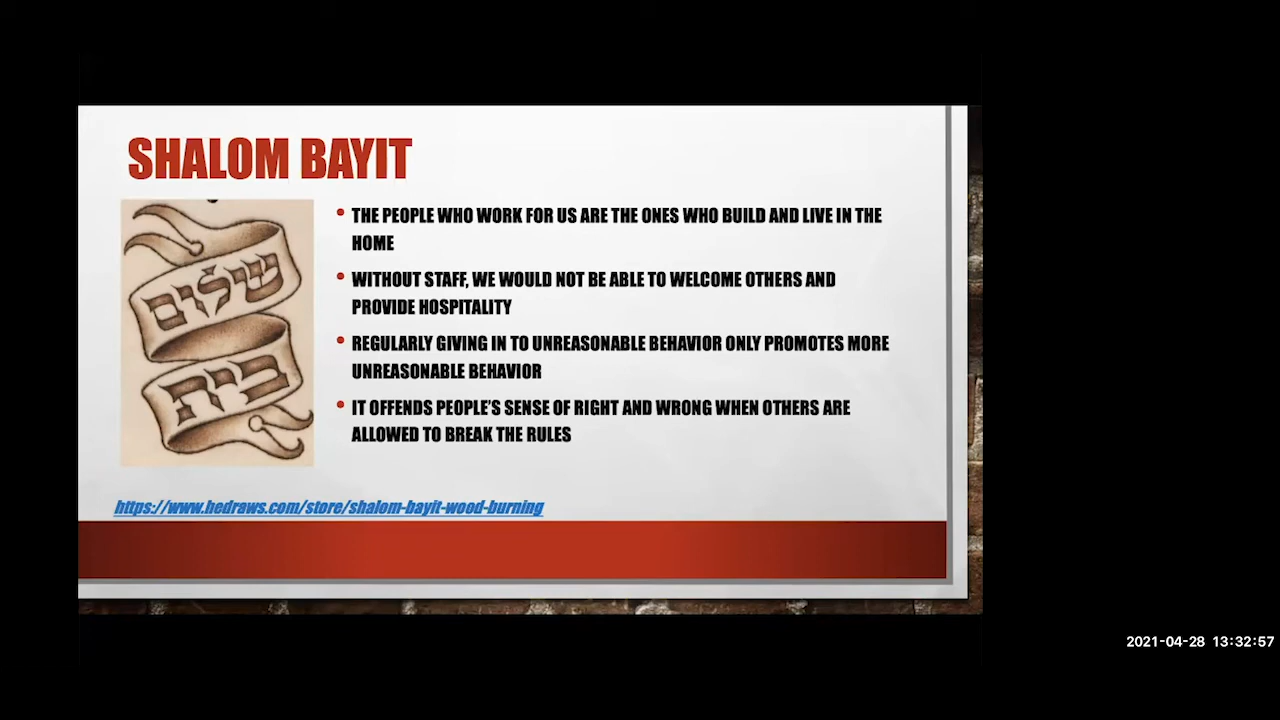 SHALOM BAYIT
שלום
בית
• THE PEOPLE WHO WORK FOR US ARE THE ONES WHO BUILD AND LIVE IN THE
HOME
• WITHOUT STAFF, WE WOULD NOT BE ABLE TO WELCOME OTHERS AND
PROVIDE HOSPITALITY
• REGULARLY GIVING IN TO UNREASONABLE BEHAVIOR ONLY PROMOTES MORE
UNREASONABLE BEHAVIOR
• IT OFFENDS PEOPLE'S SENSE OF RIGHT AND WRONG WHEN OTHERS ARE
ALLOWED TO BREAK THE RULES
https://www.hedraws.com/store/shalom-bayit-wood-burning
2021-04-28 13:32:57